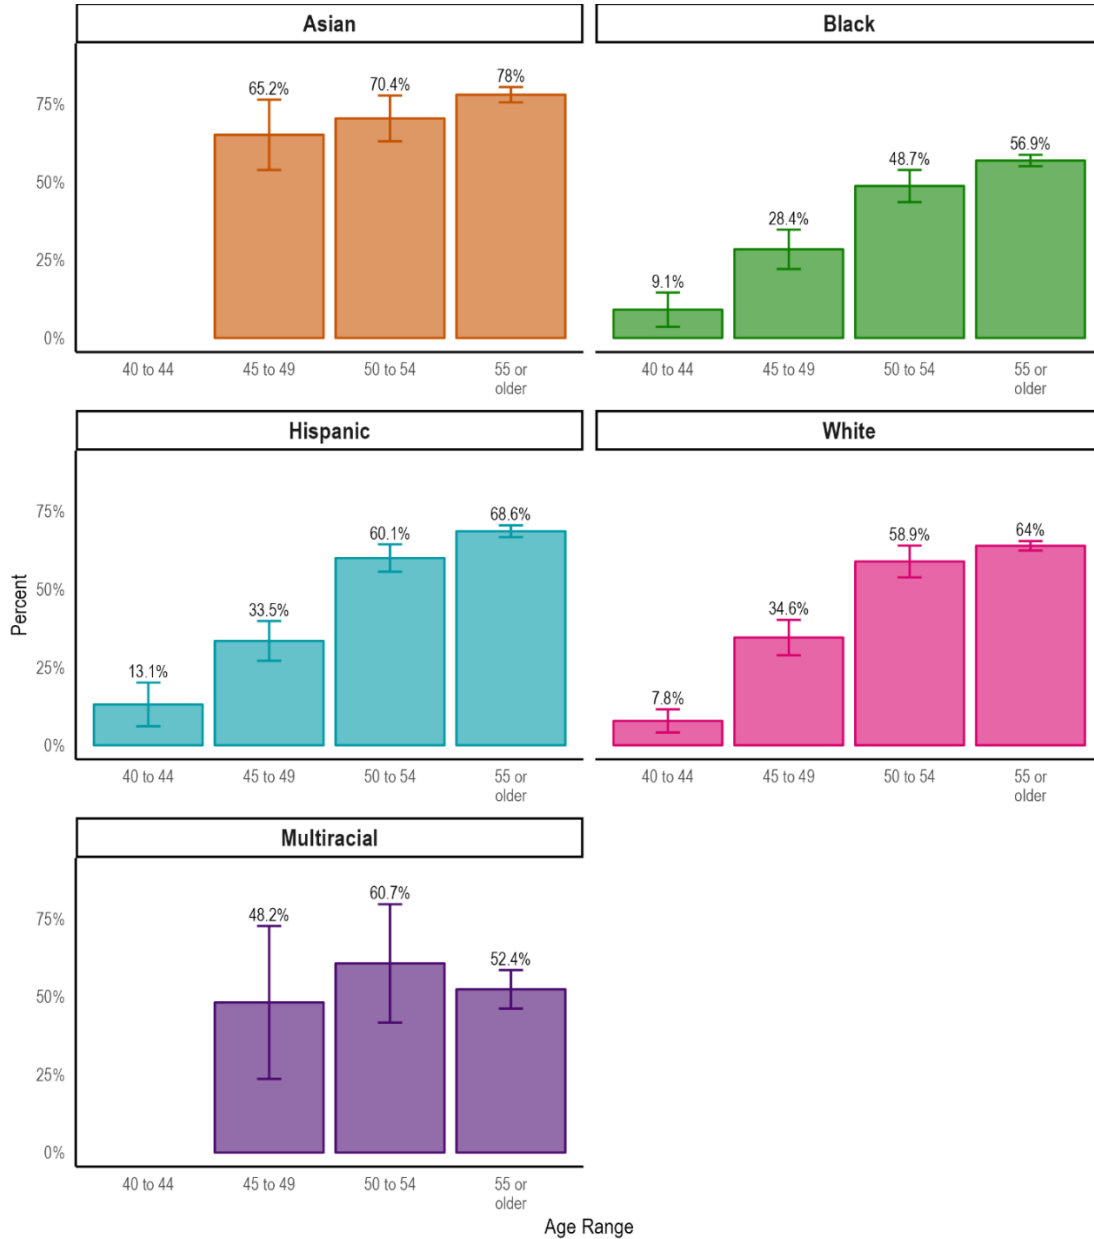 Asian
75%
50%
25%
0%
65.2%
70.4%
78%
40 to 44
45 to 49
50 to 54
55 or
older
Black
9.1%
28.4%
48.7%
56.9%
40 to 44
45 to 49
50 to 54
55 or
older
Hispanic
Percent
75%
50%
25%
0%
13.1%
33.5%
60.1%
68.6%
40 to 44
45 to 49
50 to 54
55 or
older
White
7.8%
34.6%
58.9%
64%
40 to 44
45 to 49
50 to 54
55 or
older
Multiracial
75%
50%
25%
0%
48.2%
60.7%
52.4%
40 to 44
45 to 49
50 to 54
55 or
older
Age Range